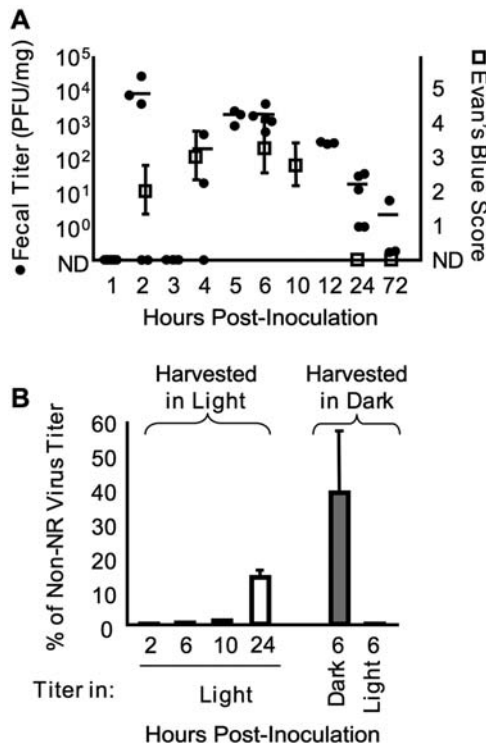 A
● Fecal Titer (PFU/mg)
10⁵
10⁴
10³
10²
10¹
10⁰
ND
□ Evan's Blue Score
5
4
3
2
1
ND
1 2 3 4 5 6 10 12 24 72
Hours Post-Inoculation
B
Harvested in Light
Harvested in Dark
% of Non-NR Virus Titer
60
50
40
30
20
10
0
2 6 10 24
Dark 6
Light 6
Titer in:
Light
Hours Post-Inoculation